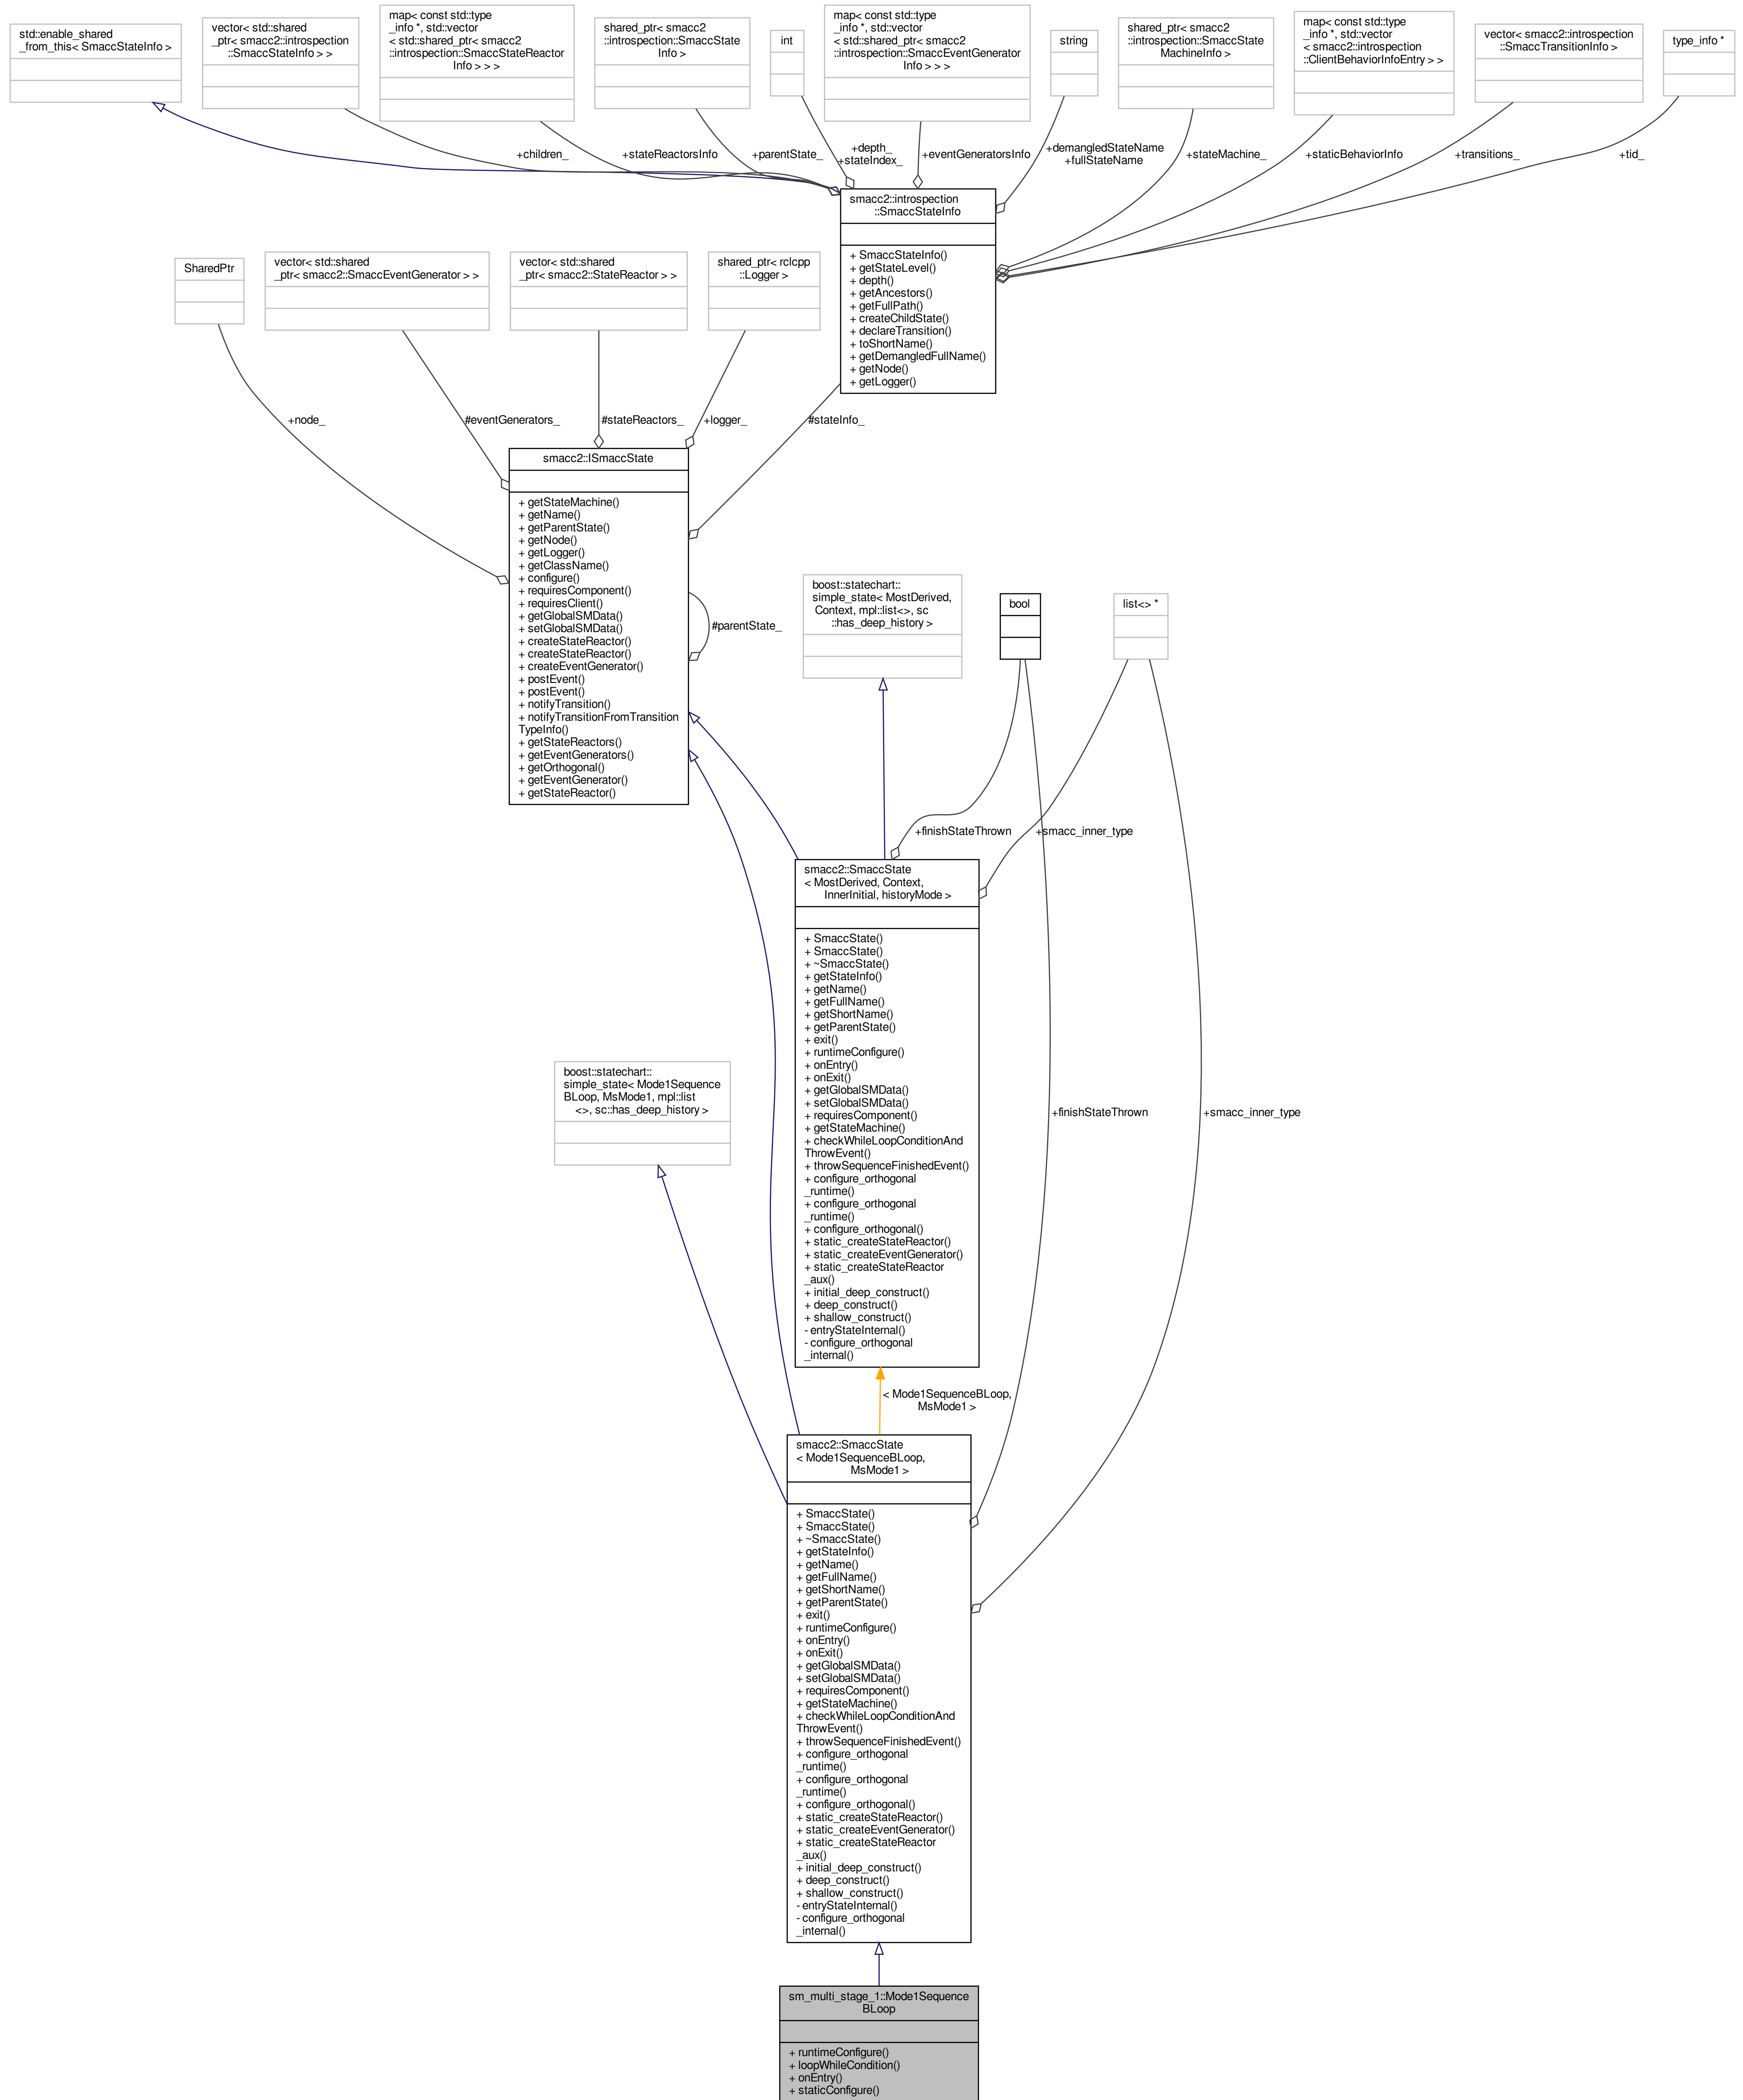 std::enable_shared
_from_this< SmaccStateInfo >
vector< std::shared
_ptr< smacc2::introspection
::SmaccStateInfo > >
map< const std::type
_info *, std::vector
< std::shared_ptr< smacc2
::introspection::SmaccStateReactor
Info > > >
shared_ptr< smacc2
::introspection::SmaccState
Info >
int
map< const std::type
_info *, std::vector
< std::shared_ptr< smacc2
::introspection::SmaccEventGenerator
Info > > >
string
shared_ptr< smacc2
::introspection::SmaccState
MachineInfo >
map< const std::type
_info *, std::vector
< smacc2::introspection
::ClientBehaviorInfoEntry > >
vector< smacc2::introspection
::SmaccTransitionInfo >
type_info *
+children_
+stateReactorsInfo
+parentState_
+depth_
+stateIndex_
+eventGeneratorsInfo
+demangledStateName
+fullStateName
+stateMachine_
+staticBehaviorInfo
+transitions_
+tid_
smacc2::introspection
::SmaccStateInfo
+ SmaccStateInfo()
+ getStateLevel()
+ depth()
+ getAncestors()
+ getFullPath()
+ createChildState()
+ declareTransition()
+ toShortName()
+ getDemangledFullName()
+ getNode()
+ getLogger()
SharedPtr
vector< std::shared
_ptr< smacc2::SmaccEventGenerator > >
vector< std::shared
_ptr< smacc2::StateReactor > >
shared_ptr< rclcpp
::Logger >
+node_
#eventGenerators_
#stateReactors_
+logger_
#stateInfo_
smacc2::ISmaccState
+ getStateMachine()
+ getName()
+ getParentState()
+ getNode()
+ getLogger()
+ getClassName()
+ configure()
+ requiresComponent()
+ requiresClient()
+ getGlobalSMData()
+ setGlobalSMData()
+ createStateReactor()
+ createStateReactor()
+ createEventGenerator()
+ postEvent()
+ postEvent()
+ notifyTransition()
+ notifyTransitionFromTransition
TypeInfo()
+ getStateReactors()
+ getEventGenerators()
+ getOrthogonal()
+ getEventGenerator()
+ getStateReactor()
#parentState_
boost::statechart::
simple_state< MostDerived,
Context, mpl::list<>, sc
::has_deep_history >
bool
list<> *
+finishStateThrown
+smacc_inner_type
smacc2::SmaccState
< MostDerived, Context,
InnerInitial, historyMode >
+ SmaccState()
+ SmaccState()
+ ~SmaccState()
+ getStateInfo()
+ getName()
+ getFullName()
+ getShortName()
+ getParentState()
+ exit()
+ runtimeConfigure()
+ onEntry()
+ onExit()
+ getGlobalSMData()
+ setGlobalSMData()
+ requiresComponent()
+ getStateMachine()
+ checkWhileLoopConditionAnd
ThrowEvent()
+ throwSequenceFinishedEvent()
+ configure_orthogonal
_runtime()
+ configure_orthogonal
_runtime()
+ configure_orthogonal()
+ static_createStateReactor()
+ static_createEventGenerator()
+ static_createStateReactor
_aux()
+ initial_deep_construct()
+ deep_construct()
+ shallow_construct()
- entryStateInternal()
- configure_orthogonal
_internal()
boost::statechart::
simple_state< Mode1Sequence
BLoop, MsMode1, mpl::list
<>, sc::has_deep_history >
+finishStateThrown
+smacc_inner_type
< Mode1SequenceBLoop,
MsMode1 >
smacc2::SmaccState
< Mode1SequenceBLoop,
MsMode1 >
+ SmaccState()
+ SmaccState()
+ ~SmaccState()
+ getStateInfo()
+ getName()
+ getFullName()
+ getShortName()
+ getParentState()
+ exit()
+ runtimeConfigure()
+ onEntry()
+ onExit()
+ getGlobalSMData()
+ setGlobalSMData()
+ requiresComponent()
+ getStateMachine()
+ checkWhileLoopConditionAnd
ThrowEvent()
+ throwSequenceFinishedEvent()
+ configure_orthogonal
_runtime()
+ configure_orthogonal
_runtime()
+ configure_orthogonal()
+ static_createStateReactor()
+ static_createEventGenerator()
+ static_createStateReactor
_aux()
+ initial_deep_construct()
+ deep_construct()
+ shallow_construct()
- entryStateInternal()
- configure_orthogonal
_internal()
sm_multi_stage_1::Mode1Sequence
BLoop
+ runtimeConfigure()
+ loopWhileCondition()
+ onEntry()
+ staticConfigure()